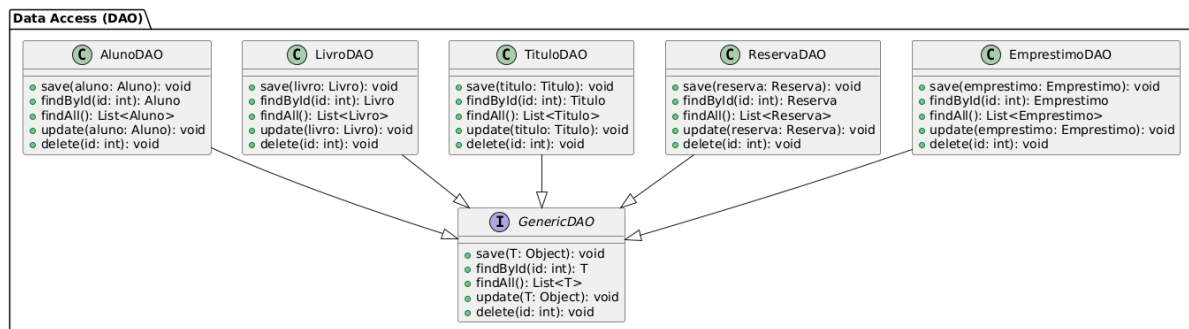 Data Access (DAO)
C AlunoDAO
save(aluno: Aluno): void
findById(id: int): Aluno
findAll(): List<Aluno>
update(aluno: Aluno): void
delete(id: int): void
C LivroDAO
save(livro: Livro): void
findById(id: int): Livro
findAll(): List<Livro>
update(livro: Livro): void
delete(id: int): void
C TituloDAO
save(titulo: Titulo): void
findById(id: int): Titulo
findAll(): List<Titulo>
update(titulo: Titulo): void
delete(id: int): void
C ReservaDAO
save(reserva: Reserva): void
findById(id: int): Reserva
findAll(): List<Reserva>
update(reserva: Reserva): void
delete(id: int): void
C EmprestimoDAO
save(emprestimo: Emprestimo): void
findById(id: int): Emprestimo
findAll(): List<Emprestimo>
update(emprestimo: Emprestimo): void
delete(id: int): void
I GenericDAO
save(T: Object): void
findById(id: int): T
findAll(): List<T>
update(T: Object): void
delete(id: int): void